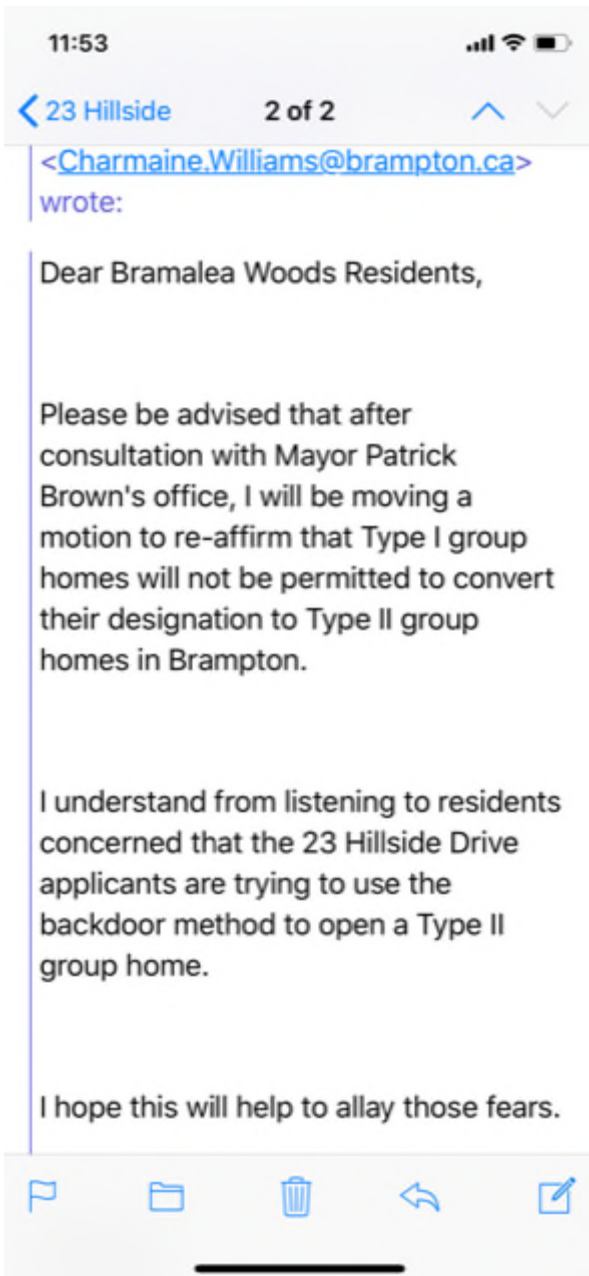 11:53
23 Hillside 2 of 2
<Charmaine.Williams@brampton.ca>
wrote:
Dear Bramalea Woods Residents,
Please be advised that after
consultation with Mayor Patrick
Brown's office, I will be moving a
motion to re-affirm that Type I group
homes will not be permitted to convert
their designation to Type II group
homes in Brampton.
I understand from listening to residents
concerned that the 23 Hillside Drive
applicants are trying to use the
backdoor method to open a Type II
group home.
I hope this will help to allay those fears.